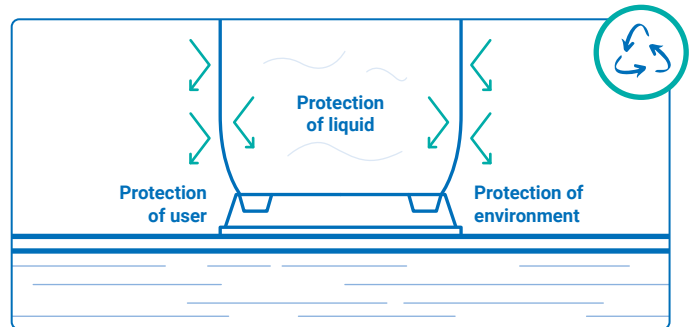 Protection
of liquid
Protection
of user
Protection of
environment